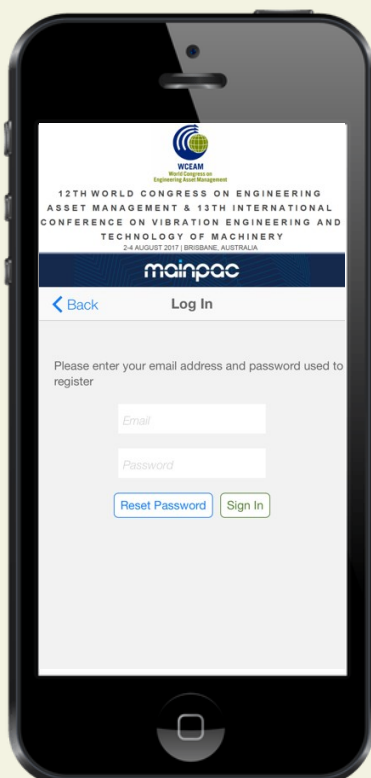 WCEAM
World Congress on
Engineering Asset Management
12TH WORLD CONGRESS ON ENGINEERING
ASSET MANAGEMENT & 13TH INTERNATIONAL
CONFERENCE ON VIBRATION ENGINEERING AND
TECHNOLOGY OF MACHINERY
2-4 AUGUST 2017 | BRISBANE, AUSTRALIA
mainpac
Back Log In
Please enter your email address and password used to
register
Email
Password
Reset Password Sign In